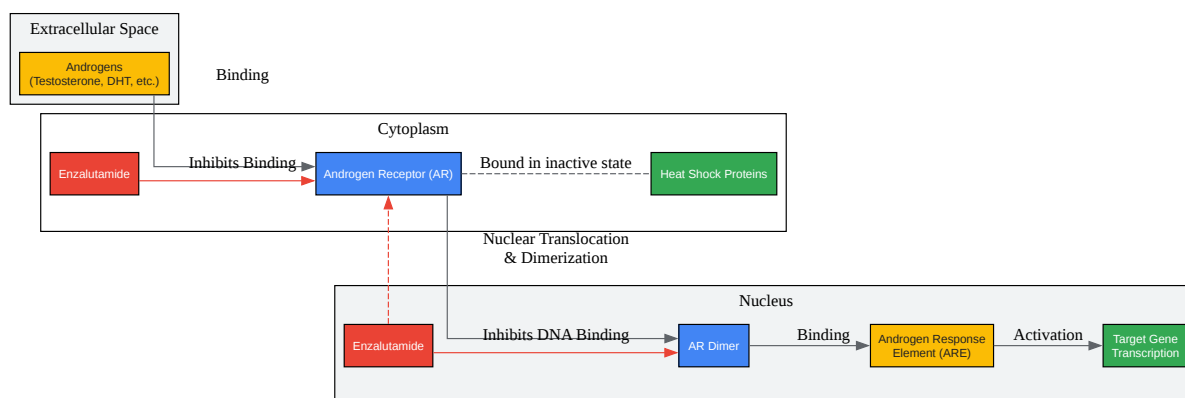 Extracellular Space
Androgens
(Testosterone, DHT, etc.)
Binding
Cytoplasm
Enzalutamide
Inhibits Binding
Androgen Receptor (AR)
Bound in inactive state
Heat Shock Proteins
Nuclear Translocation
& Dimerization
Nucleus
Enzalutamide
Inhibits DNA Binding
AR Dimer
Binding
Androgen Response
Element (ARE)
Activation
Target Gene
Transcription